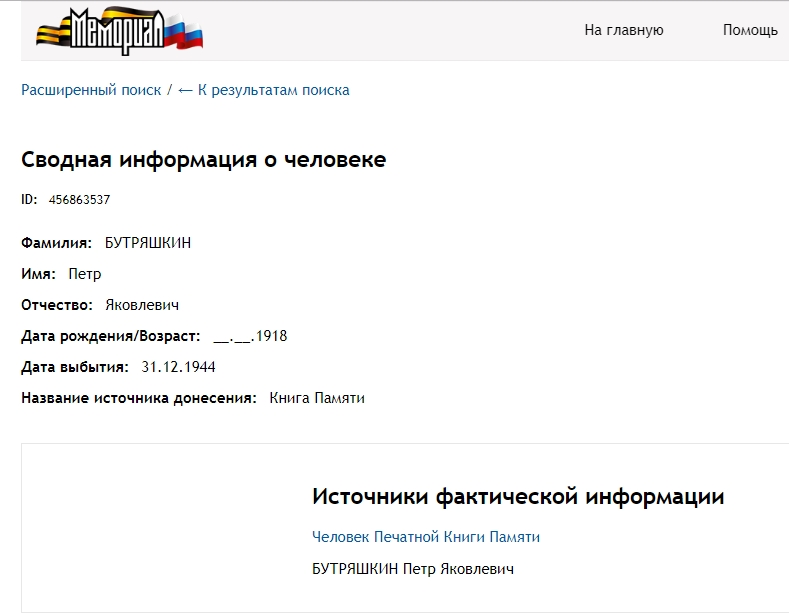 Мемориал
На главную Помощь
Расширенный поиск / ← К результатам поиска
Сводная информация о человеке
ID: 456863537
Фамилия: БУТРЯШКИН
Имя: Петр
Отчество: Яковлевич
Дата рождения/Возраст: __.__.1918
Дата выбытия: 31.12.1944
Название источника донесения: Книга Памяти
Источники фактической информации
Человек Печатной Книги Памяти
БУТРЯШКИН Петр Яковлевич